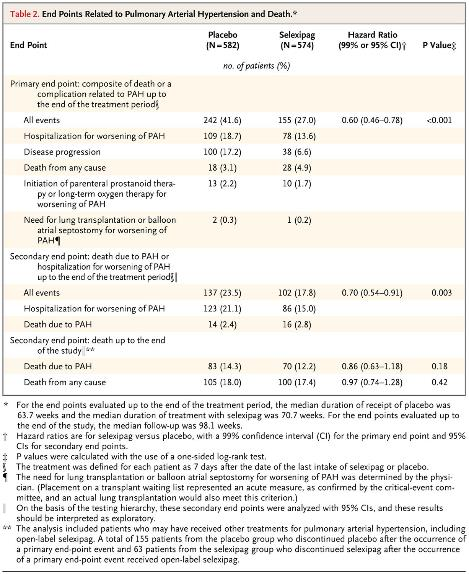 Table 2. End Points Related to Pulmonary Arterial Hypertension and Death.*
End Point Placebo (N=582) Selexipag (N=574) Hazard Ratio (99% or 95% CI)† P Value‡
no. of patients (%)
Primary end point: composite of death or a
complication related to PAH up to
the end of the treatment period§
All events 242 (41.6) 155 (27.0) 0.60 (0.46–0.78) <0.001
Hospitalization for worsening of PAH 109 (18.7) 78 (13.6)
Disease progression 100 (17.2) 38 (6.6)
Death from any cause 18 (3.1) 28 (4.9)
Initiation of parenteral prostanoid thera- 13 (2.2) 10 (1.7)
py or long-term oxygen therapy for
worsening of PAH
Need for lung transplantation or balloon 2 (0.3) 1 (0.2)
atrial septostomy for worsening of
PAH¶
Secondary end point: death due to PAH or
hospitalization for worsening of PAH
up to the end of the treatment period§‖
All events 137 (23.5) 102 (17.8) 0.70 (0.54–0.91) 0.003
Hospitalization for worsening of PAH 123 (21.1) 86 (15.0)
Death due to PAH 14 (2.4) 16 (2.8)
Secondary end point: death up to the end
of the study‖**
Death due to PAH 83 (14.3) 70 (12.2) 0.86 (0.63–1.18) 0.18
Death from any cause 105 (18.0) 100 (17.4) 0.97 (0.74–1.28) 0.42
* For the end points evaluated up to the end of the treatment period, the median duration of receipt of placebo was
63.7 weeks and the median duration of treatment with selexipag was 70.7 weeks. For the end points evaluated up to
the end of the study, the median follow-up was 98.1 weeks.
† Hazard ratios are for selexipag versus placebo, with a 99% confidence interval (CI) for the primary end point and 95%
CIs for secondary end points.
‡ P values were calculated with the use of a one-sided log-rank test.
§ The treatment was defined for each patient as 7 days after the date of the last intake of selexipag or placebo.
¶ The need for lung transplantation or balloon atrial septostomy for worsening of PAH was determined by the physi-
cian. (Placement on a transplant waiting list represented an acute measure, as confirmed by the critical-event com-
mittee, and an actual lung transplantation would also meet this criterion.)
‖ On the basis of the testing hierarchy, these secondary end points were analyzed with 95% CIs, and these results
should be interpreted as exploratory.
** The analysis included patients who may have received other treatments for pulmonary arterial hypertension, including
open-label selexipag. A total of 155 patients from the placebo group who discontinued placebo after the occurrence of
a primary end-point event and 63 patients from the selexipag group who discontinued selexipag after the occurrence
of a primary end-point event received open-label selexipag.